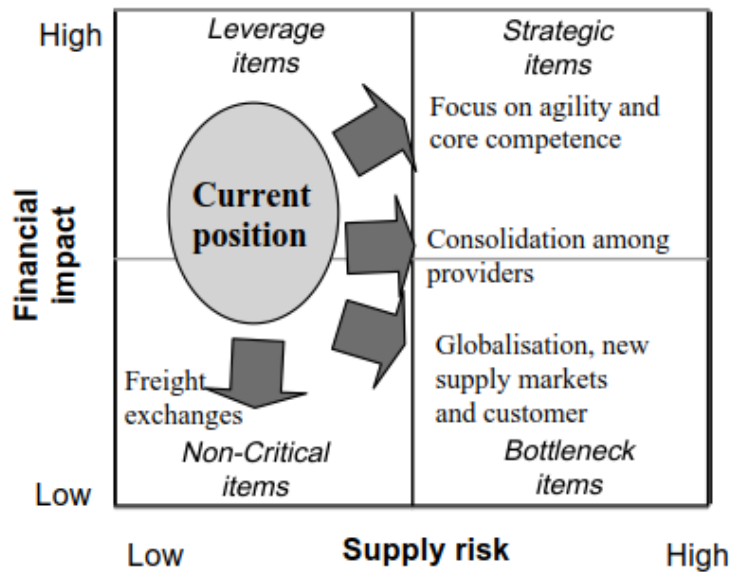 High
Leverage
items
Strategic
items
Focus on agility and
core competence
Current
position
Consolidation among
providers
Financial
impact
Globalisation, new
supply markets
and customer
Freight
exchanges
Non-Critical
items
Bottleneck
items
Low
Low
Supply risk
High